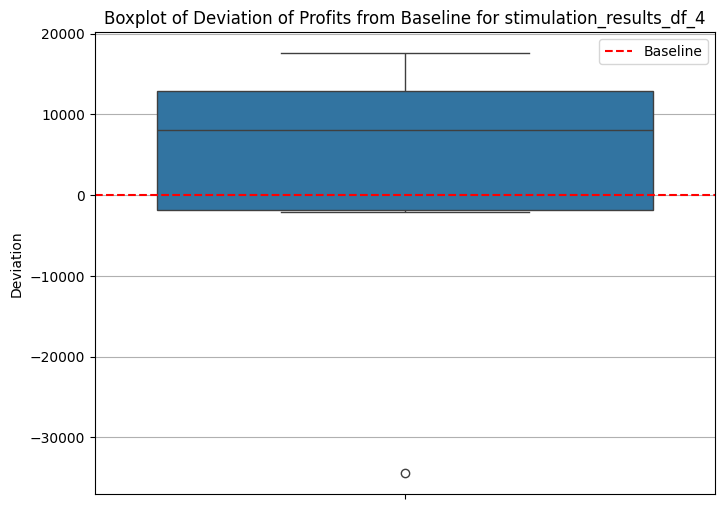 Boxplot of Deviation of Profits from Baseline for stimulation_results_df_4
20000
Baseline
10000
0
Deviation
−10000
−20000
−30000